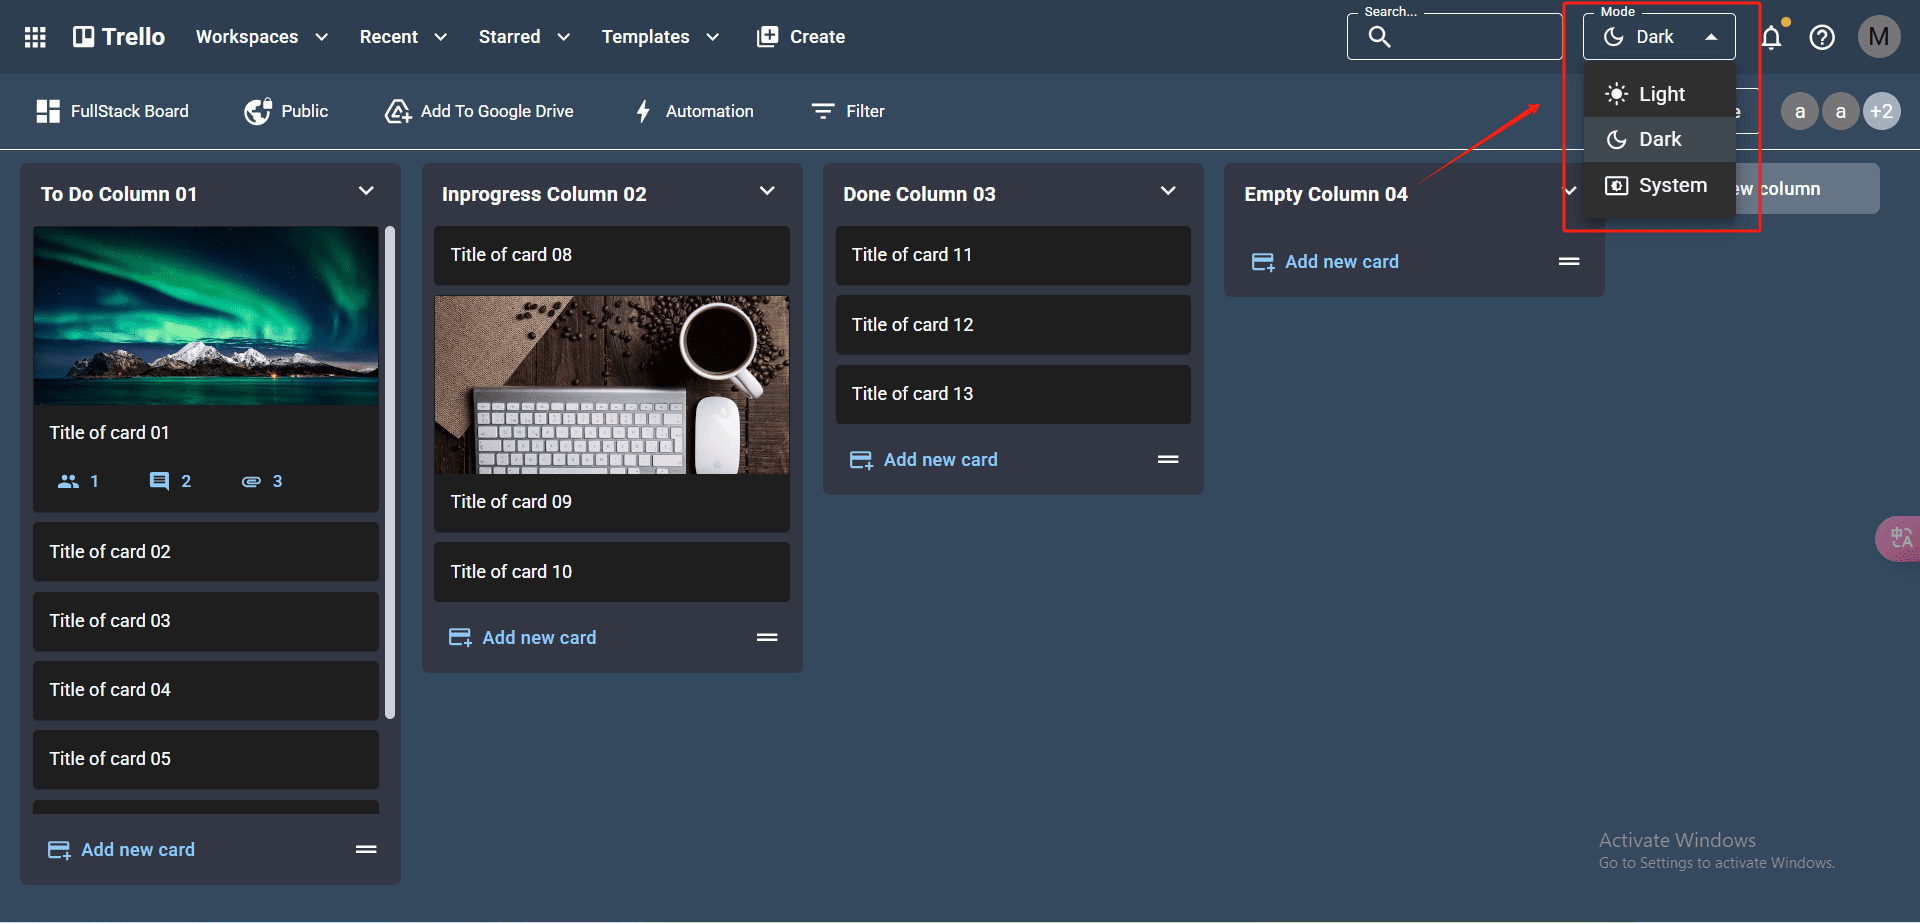 Trello
Workspaces
Recent
Starred
Templates
Create
Search...
Mode
Dark
M
Light
Dark
System
FullStack Board
Public
Add To Google Drive
Automation
Filter
a
a
+2
To Do Column 01
Title of card 01
1
2
3
Title of card 02
Title of card 03
Title of card 04
Title of card 05
Add new card
Inprogress Column 02
Title of card 08
Title of card 09
Title of card 10
Add new card
Done Column 03
Title of card 11
Title of card 12
Title of card 13
Add new card
Empty Column 04
Add new card
column
中A
Activate Windows
Go to Settings to activate Windows.